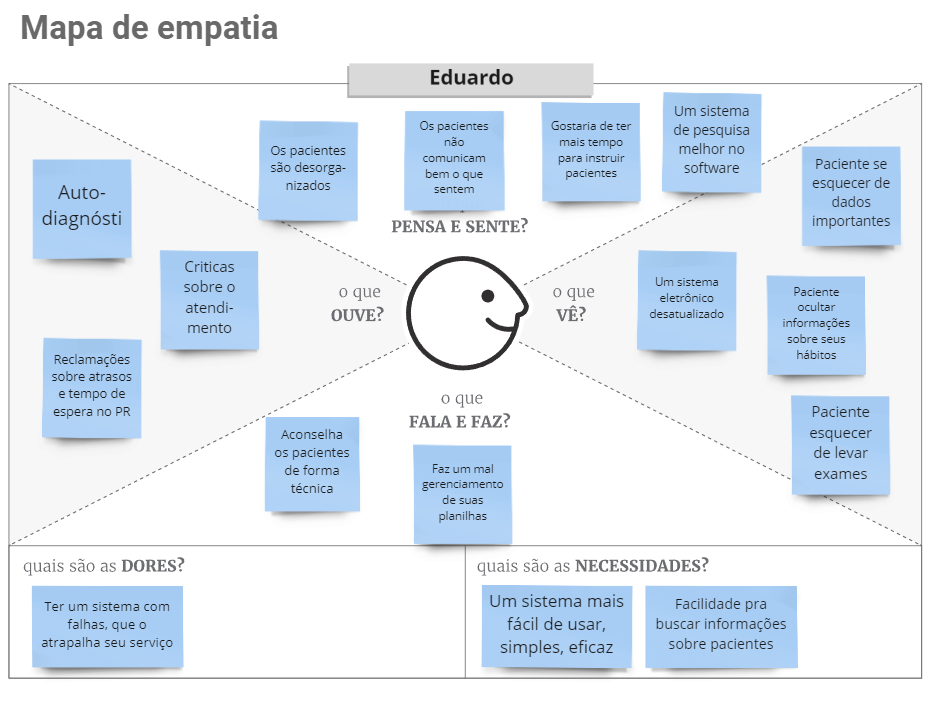 Mapa de empatia
Eduardo
Os pacientes
são desorga-
nizados
Os pacientes
não
comunicam
bem o que
sentem
Gostaria de ter
mais tempo
para instruir
pacientes
Um sistema
de pesquisa
melhor no
software
PENSA E SENTE?
Auto-
diagnósti
Criticas
sobre o
atendi-
mento
Reclamações
sobre atrasos
e tempo de
espera no PR
o que
OUVE?
o que
VÊ?
Paciente se
esquecer de
dados
importantes
Um sistema
eletrônico
desatualizado
Paciente
ocultar
informações
sobre seus
hábitos
Paciente
esquecer
de levar
exames
o que
FALA E FAZ?
Aconselha
os pacientes
de forma
técnica
Faz um mal
gerenciamento
de suas
planilhas
quais são as DORES?
Ter um sistema com
falhas, que o
atrapalha seu serviço
quais são as NECESSIDADES?
Um sistema mais
fácil de usar,
simples, eficaz
Facilidade pra
buscar informações
sobre pacientes